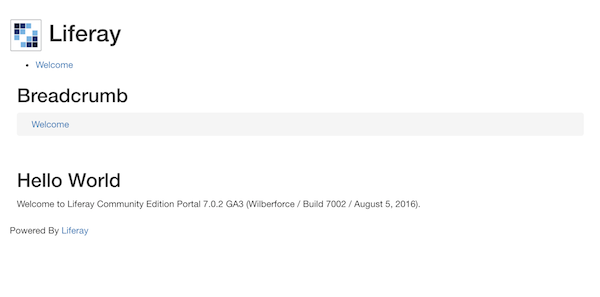 Liferay
Welcome
Breadcrumb
Welcome
Hello World
Welcome to Liferay Community Edition Portal 7.0.2 GA3 (Wilberforce / Build 7002 / August 5, 2016).
Powered By Liferay